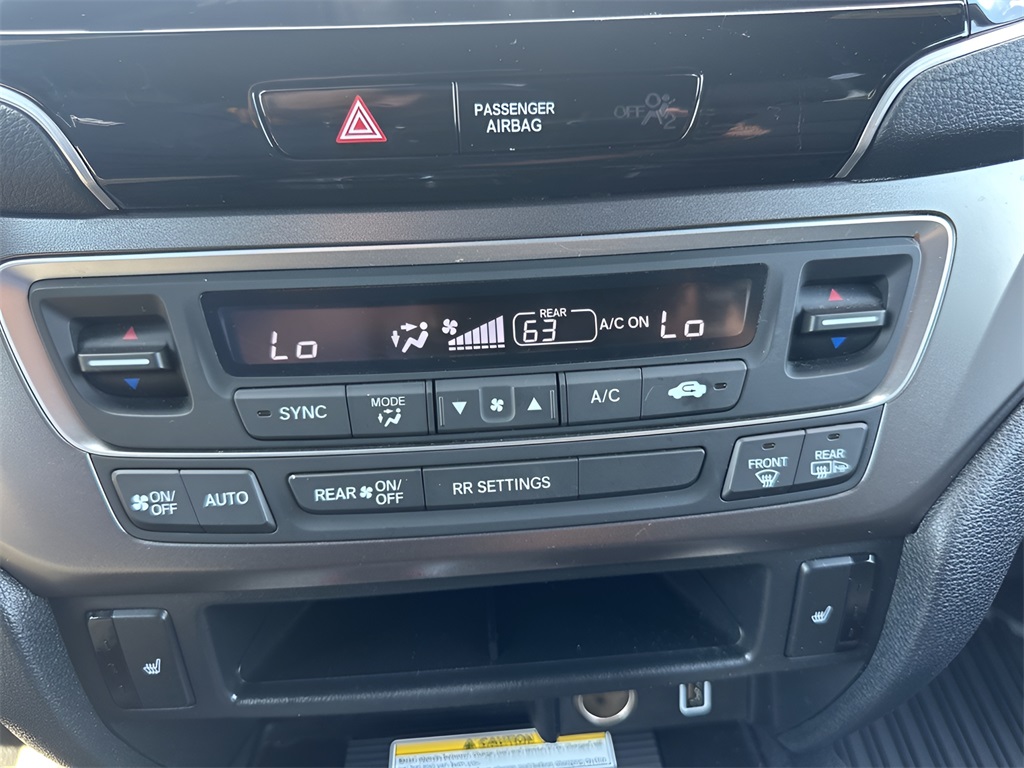 PASSENGER
AIRBAG
OFF
2
Lo
REAR
63
A/C ON
Lo
SYNC
MODE
A/C
ON/
OFF
AUTO
REAR
ON/
OFF
RR SETTINGS
FRONT
REAR
CAUTION